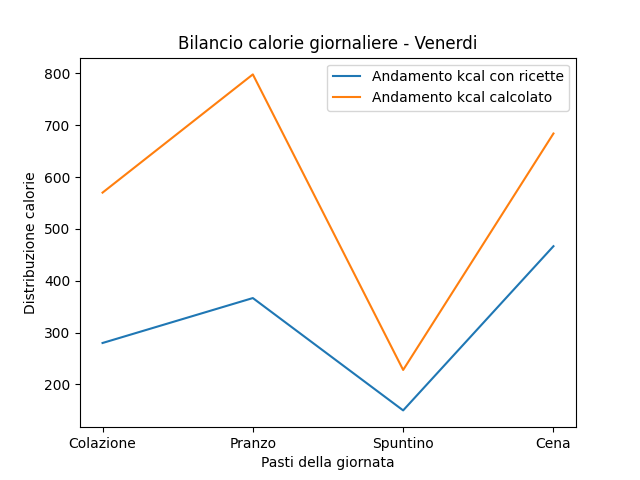 Bilancio calorie giornaliere - Venerdi
Andamento kcal con ricette
Andamento kcal calcolato
Distribuzione calorie
800
700
600
500
400
300
200
Colazione Pranzo Spuntino Cena
Pasti della giornata